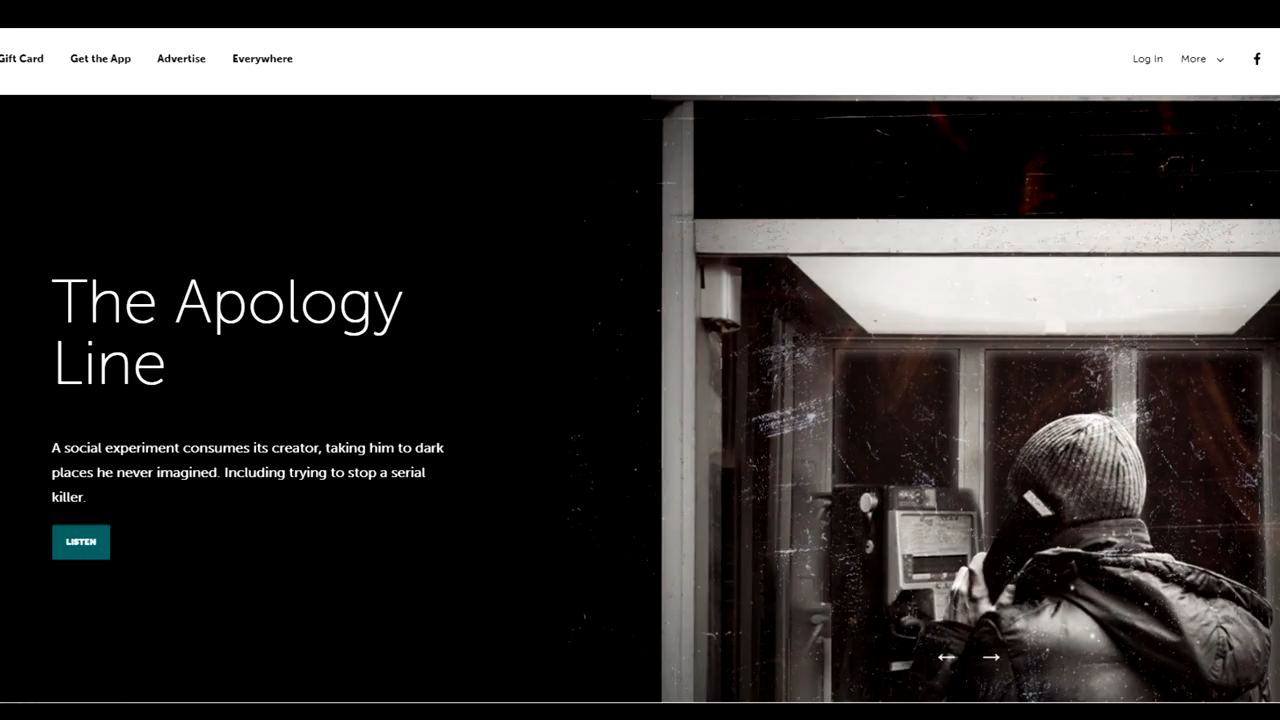 Gift Card Get the App Advertise Everywhere Log In More
The Apology
Line
A social experiment consumes its creator, taking him to dark
places he never imagined. Including trying to stop a serial
killer.
LISTEN